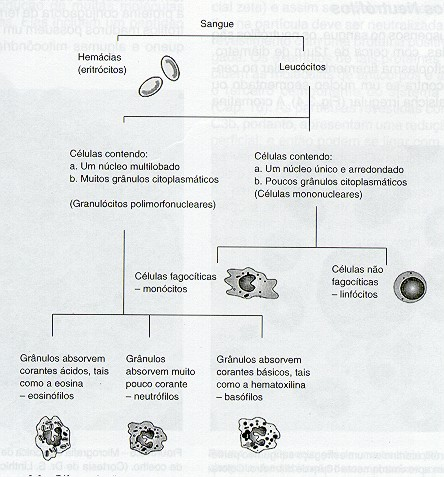 Sangue
Hemácias
(eritrócitos)
Leucócitos
Células contendo:
a. Um núcleo multilobado
b. Muitos grânulos citoplasmáticos
(Granulócitos polimorfonucleares)
Células contendo:
a. Um núcleo único e arredondado
b. Poucos grânulos citoplasmáticos
(Células mononucleares)
Células fagocíticas
– monócitos
Células não
fagocíticas
– linfócitos
Grânulos absorvem
corantes ácidos, tais
como a eosina
– eosinófilos
Grânulos
absorvem muito
pouco corante
– neutrófilos
Grânulos absorvem
corantes básicos, tais
como a hematoxilina
– basófilos